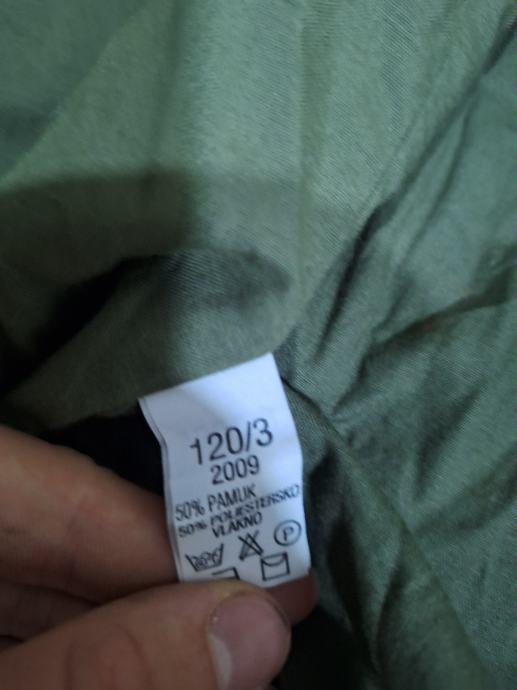 120/3
2009
50% PAMUK
50% POLIESTERSKO
VLAKNO
P